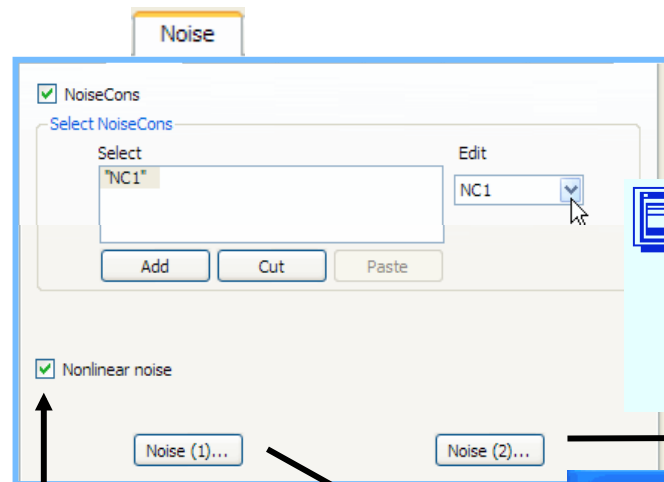 Noise
NoiseCons
Select NoiseCons
Select Edit
"NC1"
NC1
Add Cut Paste
Nonlinear noise
Noise (1)... Noise (2)...